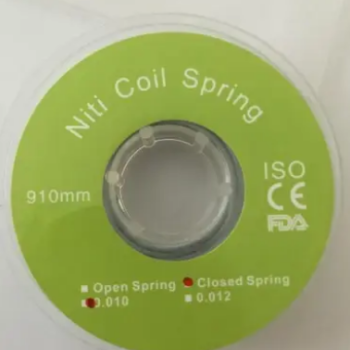 Niti Coil Spring
ISO
910mm
CE
FDA
Open Spring Closed Spring
0.010 0.012